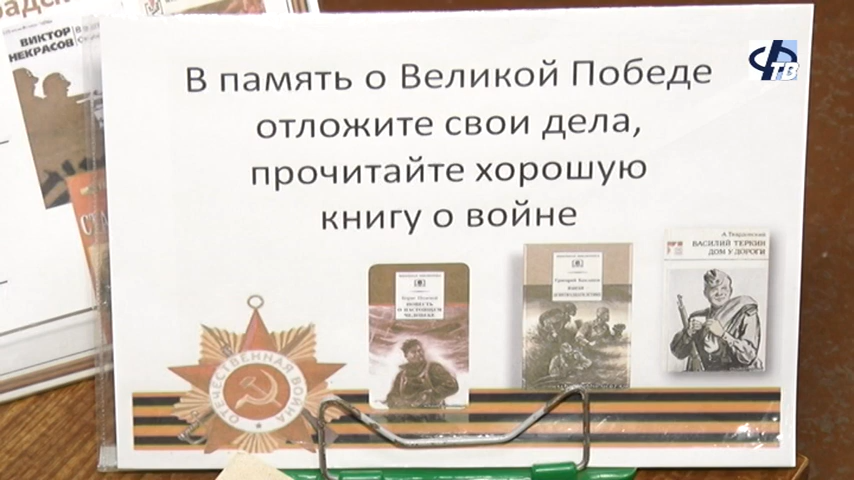 ВИКТОР
НЕКРАСОВ
В память о Великой Победе
отложите свои дела,
прочитайте хорошую
книгу о войне
ТВ
А. Твардовский
ВАСИЛИЙ ТЕРКИН
ДОМ У ДОРОГИ
Борис Полевой
ПОВЕСТЬ
О НАСТОЯЩЕМ
ЧЕЛОВЕКЕ
ОТЕЧЕСТВЕННАЯ ВОЙНА